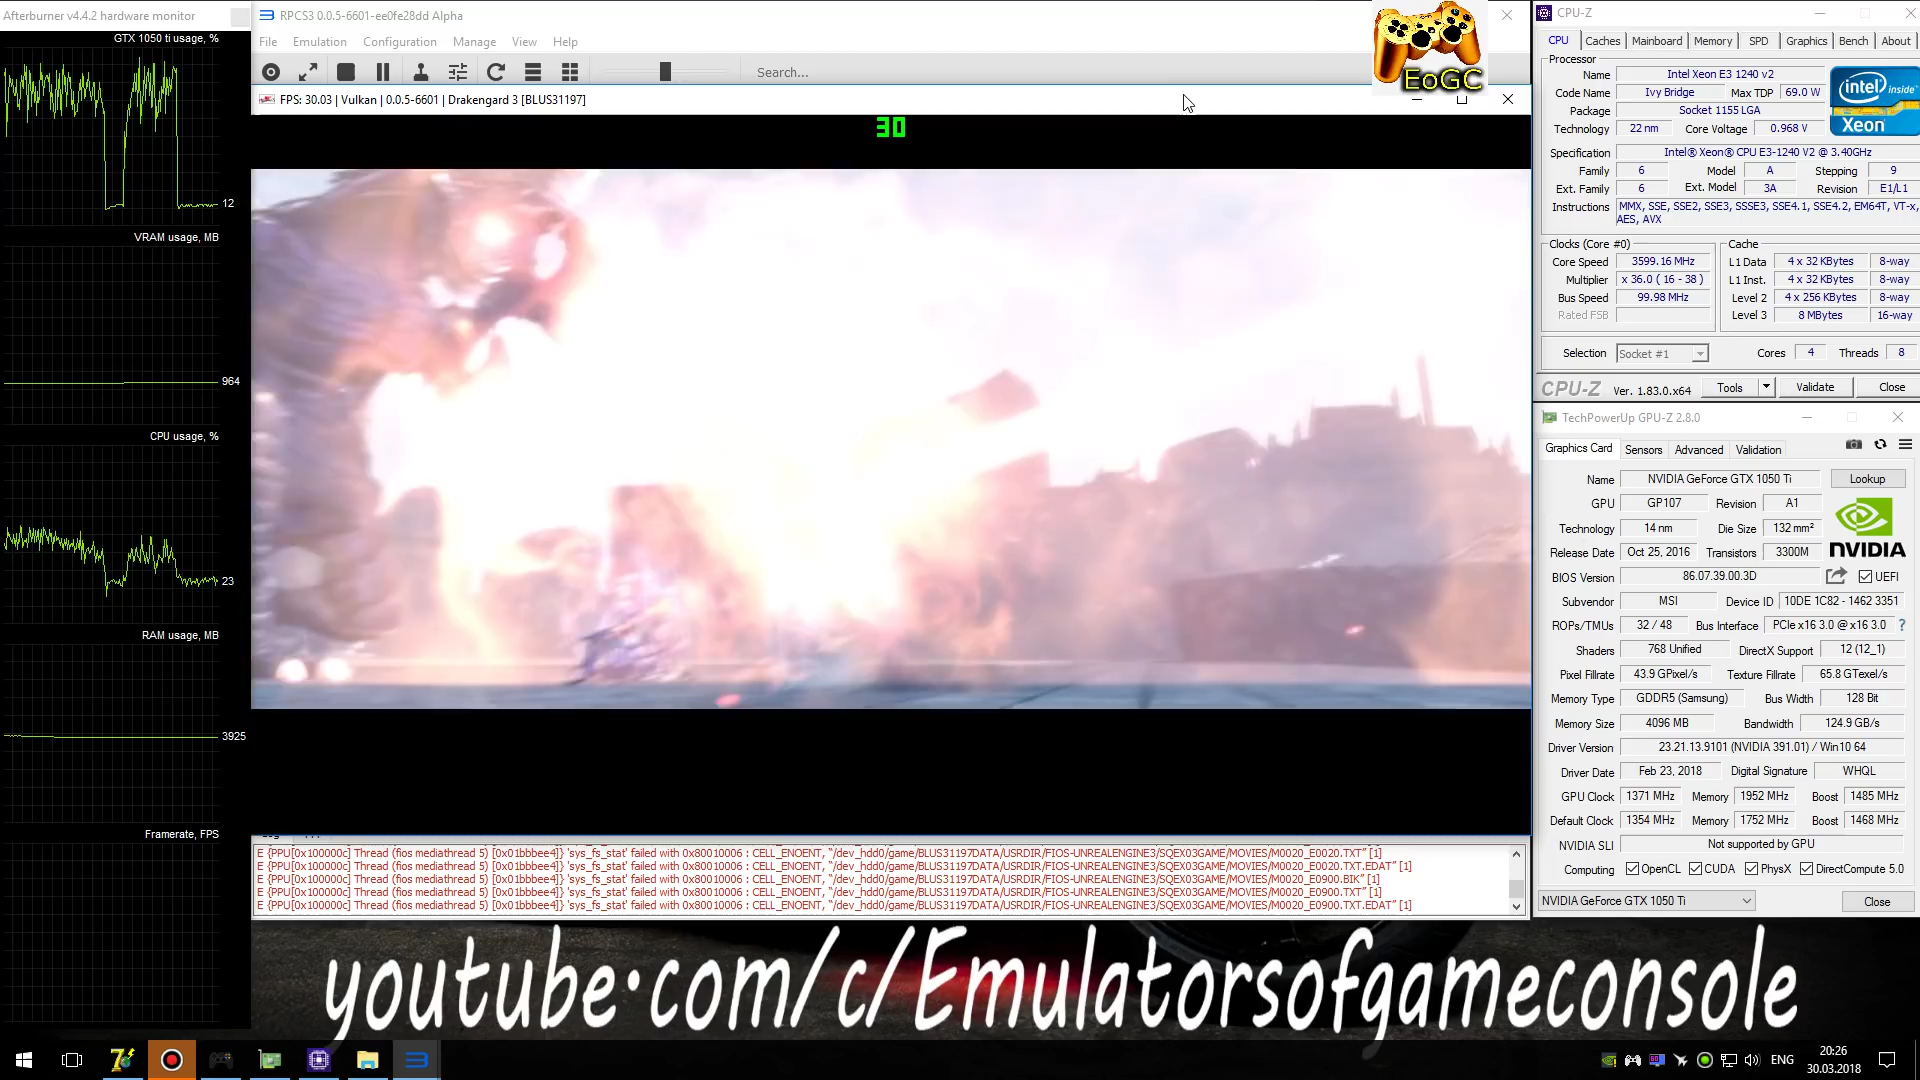 Afterburner v4.4.2 hardware monitor
GTX 1050 ti usage, %
12
VRAM usage, MB
964
CPU usage, %
23
RAM usage, MB
3925
Framerate, FPS
RPCS3 0.0.5-6601-ee0fe28dd Alpha
File Emulation Configuration Manage View Help
Search...
EoGC
FPS: 30.03 | Vulkan | 0.0.5-6601 | Drakengard 3 [BLUS31197]
30
E {PPU[0x100000c] Thread (fios mediathread 5) [0x01bbbee4]} 'sys_fs_stat' failed with 0x80010006 : CELL_ENOENT, “/dev_hdd0/game/BLUS31197DATA/USRDIR/FIOS-UNREALENGINE3/SQEX03GAME/MOVIES/M0020_E0020.TXT” [1]
E {PPU[0x100000c] Thread (fios mediathread 5) [0x01bbbee4]} 'sys_fs_stat' failed with 0x80010006 : CELL_ENOENT, “/dev_hdd0/game/BLUS31197DATA/USRDIR/FIOS-UNREALENGINE3/SQEX03GAME/MOVIES/M0020_E0020.TXT.EDAT” [1]
E {PPU[0x100000c] Thread (fios mediathread 5) [0x01bbbee4]} 'sys_fs_stat' failed with 0x80010006 : CELL_ENOENT, “/dev_hdd0/game/BLUS31197DATA/USRDIR/FIOS-UNREALENGINE3/SQEX03GAME/MOVIES/M0020_E0900.BIK” [1]
E {PPU[0x100000c] Thread (fios mediathread 5) [0x01bbbee4]} 'sys_fs_stat' failed with 0x80010006 : CELL_ENOENT, “/dev_hdd0/game/BLUS31197DATA/USRDIR/FIOS-UNREALENGINE3/SQEX03GAME/MOVIES/M0020_E0900.TXT” [1]
E {PPU[0x100000c] Thread (fios mediathread 5) [0x01bbbee4]} 'sys_fs_stat' failed with 0x80010006 : CELL_ENOENT, “/dev_hdd0/game/BLUS31197DATA/USRDIR/FIOS-UNREALENGINE3/SQEX03GAME/MOVIES/M0020_E0900.TXT.EDAT” [1]
CPU-Z
CPU Caches Mainboard Memory SPD Graphics Bench About
Processor
Name Intel Xeon E3 1240 v2
Code Name Ivy Bridge Max TDP 69.0 W
Package Socket 1155 LGA
Technology 22 nm Core Voltage 0.968 V
intel inside
Xeon
Specification Intel® Xeon® CPU E3-1240 V2 @ 3.40GHz
Family 6 Model A Stepping 9
Ext. Family 6 Ext. Model 3A Revision E1/L1
Instructions MMX, SSE, SSE2, SSE3, SSSE3, SSE4.1, SSE4.2, EM64T, VT-x,
AES, AVX
Clocks (Core #0) Cache
Core Speed 3599.16 MHz L1 Data 4 x 32 KBytes 8-way
Multiplier x 36.0 ( 16 - 38 ) L1 Inst. 4 x 32 KBytes 8-way
Bus Speed 99.98 MHz Level 2 4 x 256 KBytes 8-way
Rated FSB Level 3 8 MBytes 16-way
Selection Socket #1 Cores 4 Threads 8
CPU-Z Ver. 1.83.0.x64 Tools Validate Close
TechPowerUp GPU-Z 2.8.0
Graphics Card Sensors Advanced Validation
Name NVIDIA GeForce GTX 1050 Ti Lookup
GPU GP107 Revision A1
Technology 14 nm Die Size 132 mm²
Release Date Oct 25, 2016 Transistors 3300M
NVIDIA
BIOS Version 86.07.39.00.3D UEFI
Subvendor MSI Device ID 10DE 1C82 - 1462 3351
ROPs/TMUs 32 / 48 Bus Interface PCIe x16 3.0 @ x16 3.0 ?
Shaders 768 Unified DirectX Support 12 (12_1)
Pixel Fillrate 43.9 GPixel/s Texture Fillrate 65.8 GTexel/s
Memory Type GDDR5 (Samsung) Bus Width 128 Bit
Memory Size 4096 MB Bandwidth 124.9 GB/s
Driver Version 23.21.13.9101 (NVIDIA 391.01) / Win10 64
Driver Date Feb 23, 2018 Digital Signature WHQL
GPU Clock 1371 MHz Memory 1952 MHz Boost 1485 MHz
Default Clock 1354 MHz Memory 1752 MHz Boost 1468 MHz
NVIDIA SLI Not supported by GPU
Computing OpenCL CUDA PhysX DirectCompute 5.0
NVIDIA GeForce GTX 1050 Ti Close
youtube.com/c/Emulatorsofgameconsole
ENG
20:26
30.03.2018